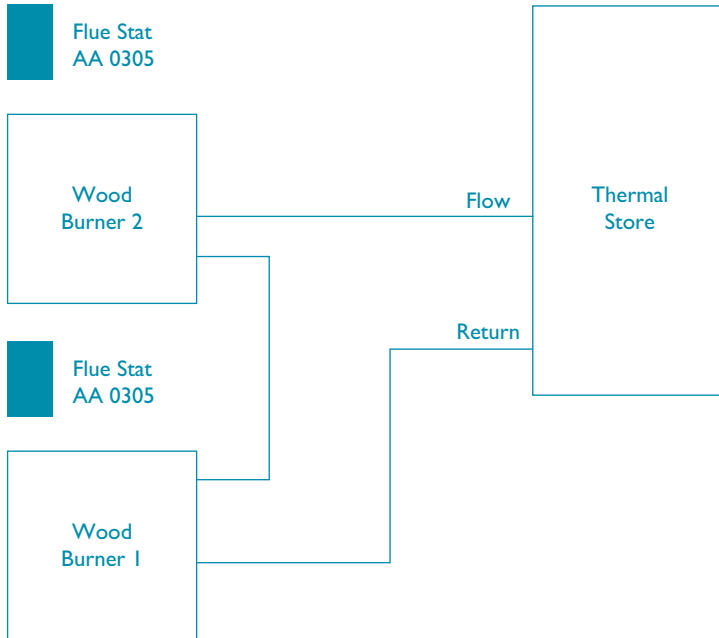 Flue Stat
AA 0305
Wood
Burner 2
Flow
Thermal
Store
Return
Flue Stat
AA 0305
Wood
Burner 1